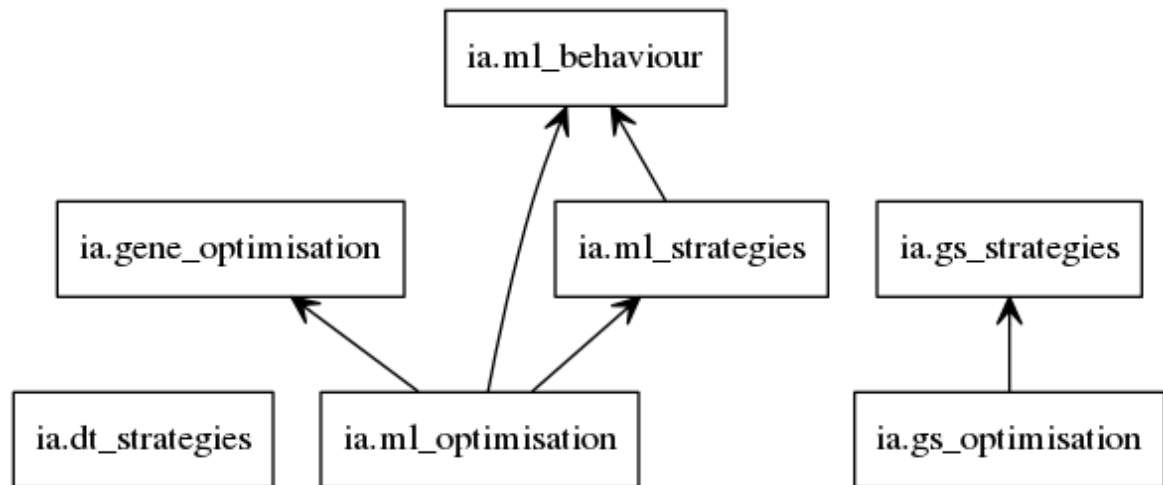 ia.ml_behaviour
ia.gene_optimisation
ia.ml_strategies
ia.gs_strategies
ia.dt_strategies
ia.ml_optimisation
ia.gs_optimisation